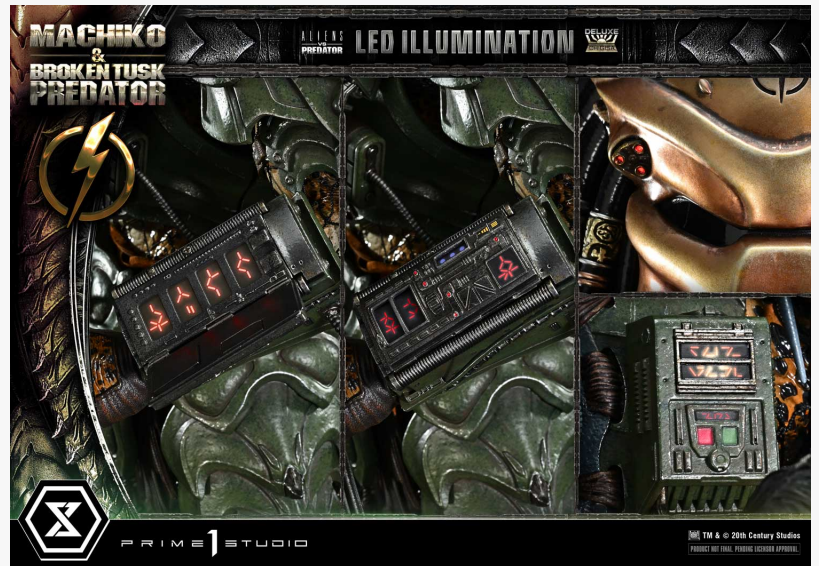 MACHIKO
&
BROKEN TUSK
PREDATOR
ALIENS
VS
PREDATOR
LED ILLUMINATION
DELUXE
PRIME 1 STUDIO
TM & © 20th Century Studios
PRODUCT NOT FINAL. PENDING LICENSOR APPROVAL.